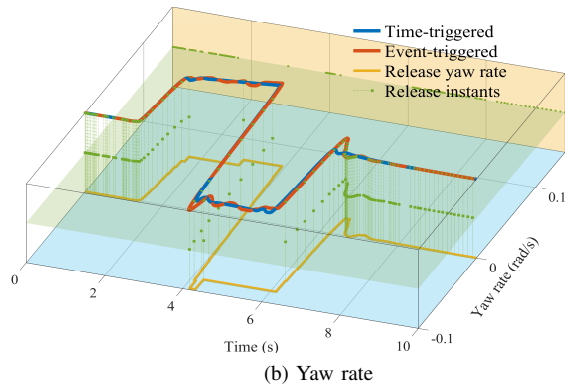 Time-triggered
Event-triggered
Release yaw rate
Release instants
0.1
0
-0.1
Yaw rate (rad/s)
0
2
4
6
8
10
Time (s)
(b) Yaw rate